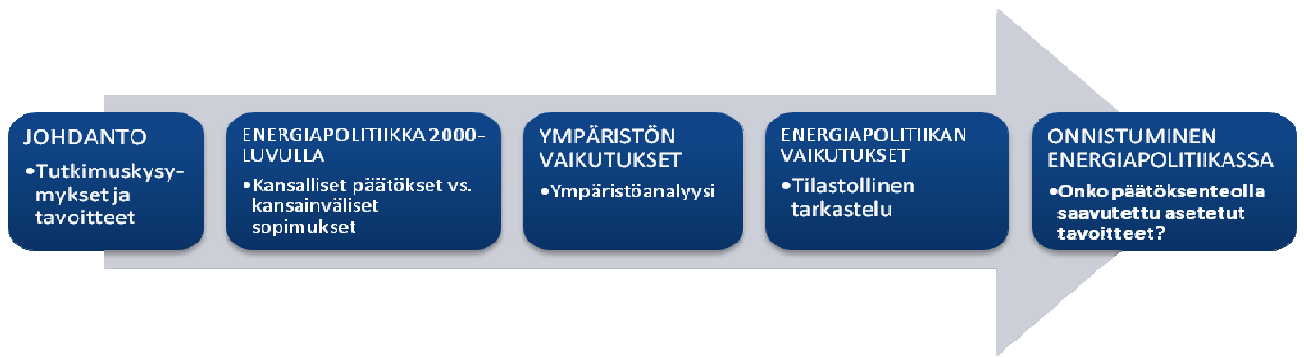 JOHDANTO
•Tutkimuskysy-
mykset ja
tavoitteet
ENERGIAPOLITIIKKA 2000-
LUVULLA
•Kansalliset päätökset vs.
kansainväliset
sopimukset
YMPÄRISTÖN
VAIKUTUKSET
•Ympäristöanalyysi
ENERGIAPOLITIIKAN
VAIKUTUKSET
•Tilastollinen
tarkastelu
ONNISTUMINEN
ENERGIAPOLITIIKASSA
•Onko päätöksenteolla
saavutettu asetetut
tavoitteet?